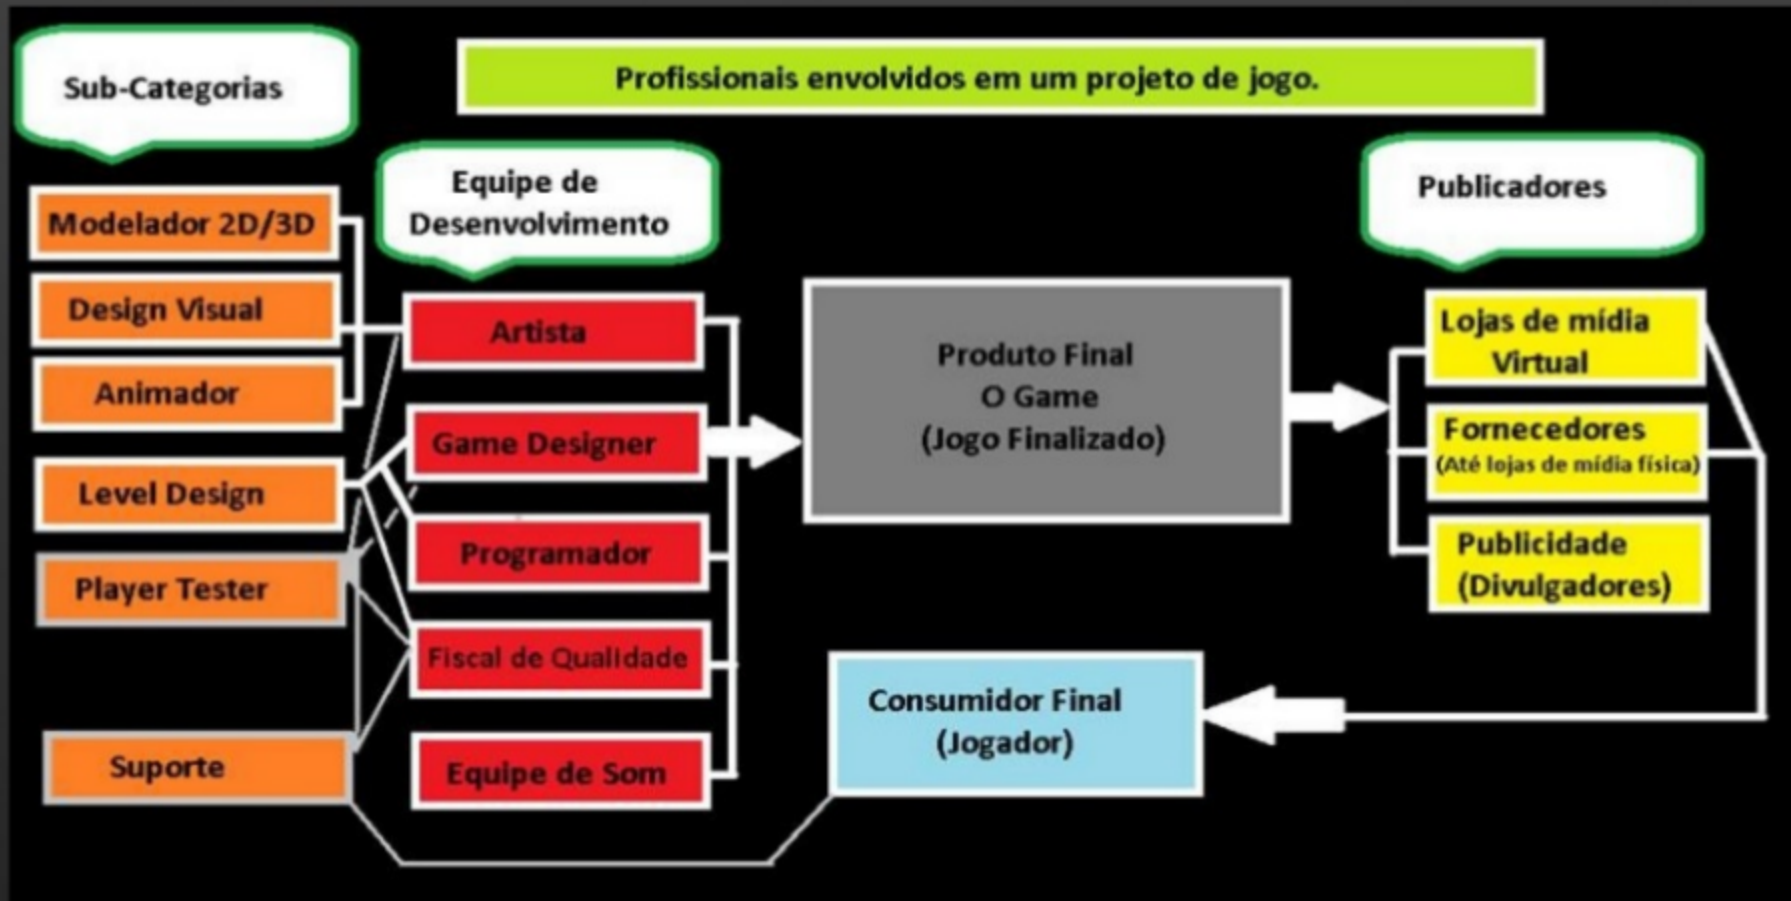 Sub-Categorias
Profissionais envolvidos em um projeto de jogo.
Equipe de
Desenvolvimento
Publicadores
Modelador 2D/3D
Design Visual
Animador
Level Design
Player Tester
Suporte
Artista
Game Designer
Programador
Fiscal de Qualidade
Equipe de Som
Produto Final
O Game
(Jogo Finalizado)
Lojas de mídia
Virtual
Fornecedores
(Até lojas de mídia física)
Publicidade
(Divulgadores)
Consumidor Final
(Jogador)